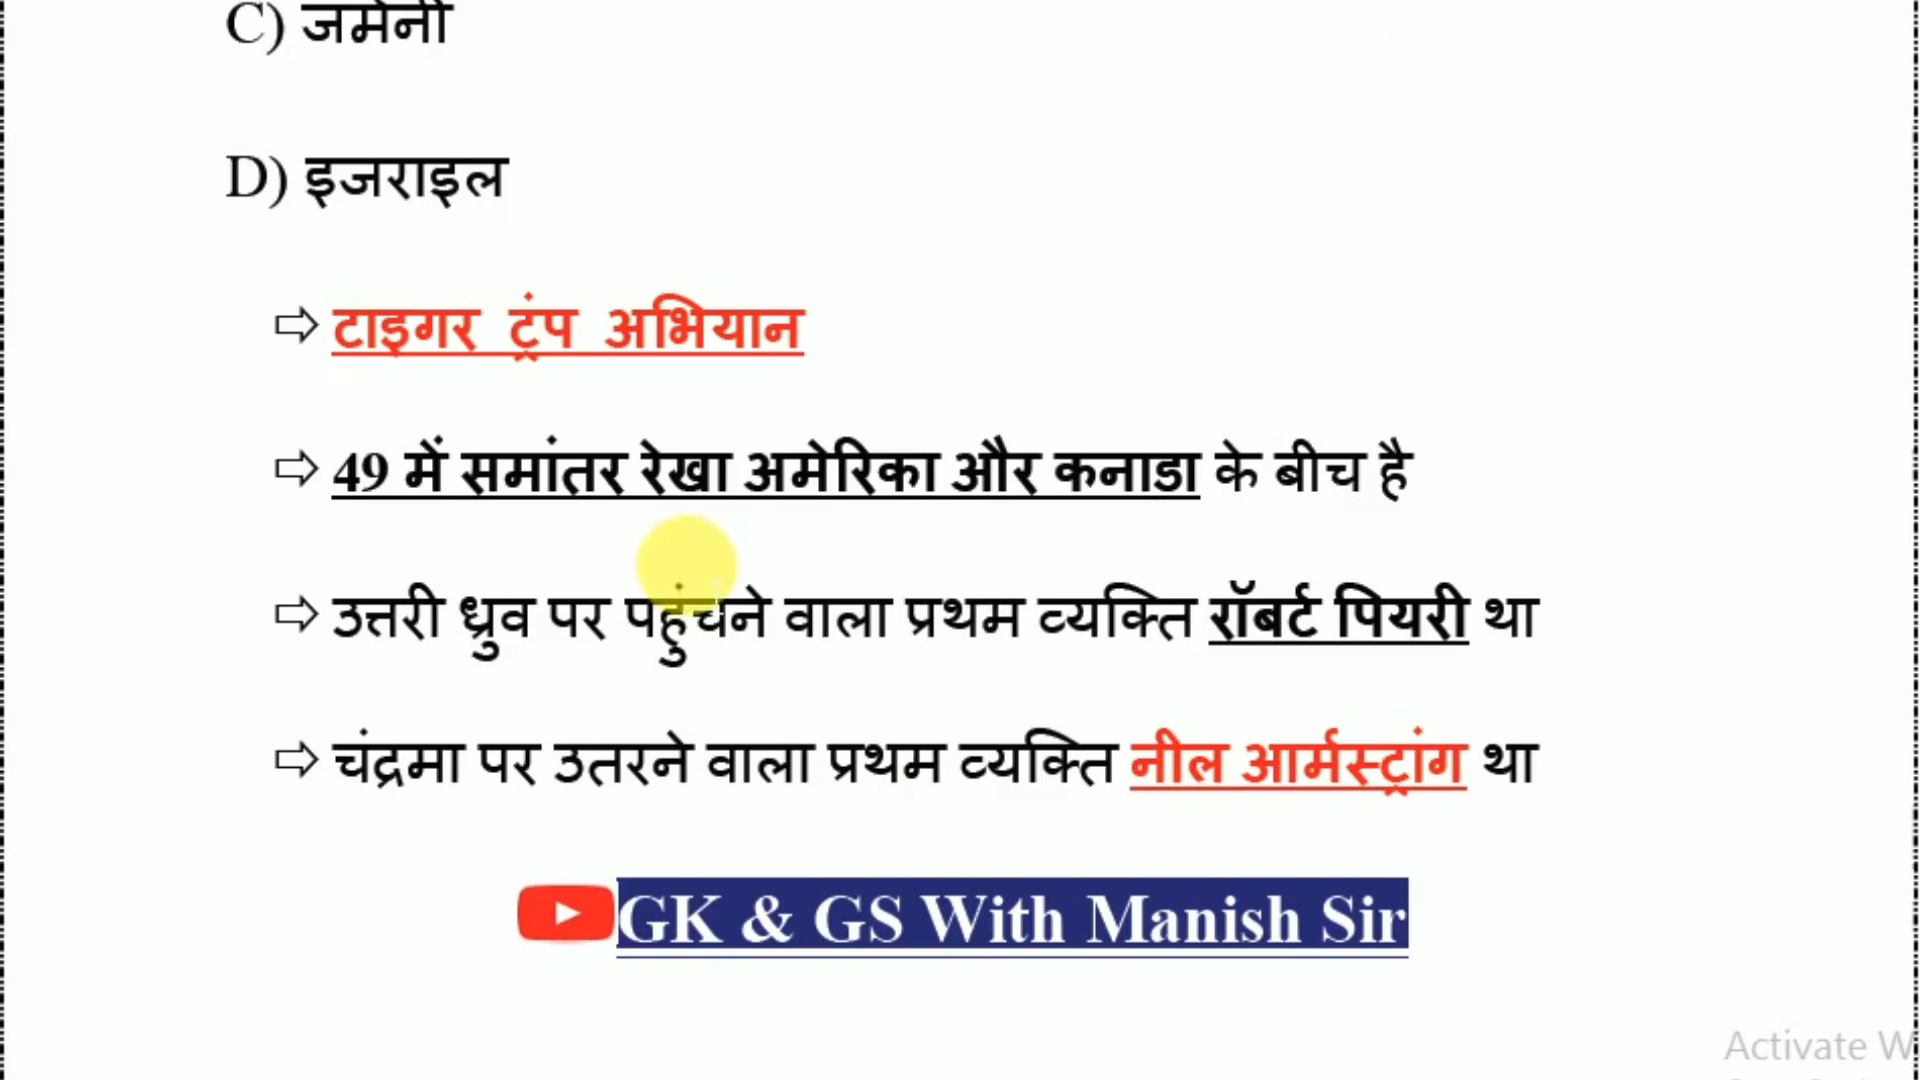 C) जर्मनी
D) इजराइल
⇨ टाइगर ट्रंप अभियान
⇨ 49 में समांतर रेखा अमेरिका और कनाडा के बीच है
⇨ उत्तरी ध्रुव पर पहुंचने वाला प्रथम व्यक्ति रॉबर्ट पियरी था
⇨ चंद्रमा पर उतरने वाला प्रथम व्यक्ति नील आर्मस्ट्रांग था
GK & GS With Manish Sir
Activate W